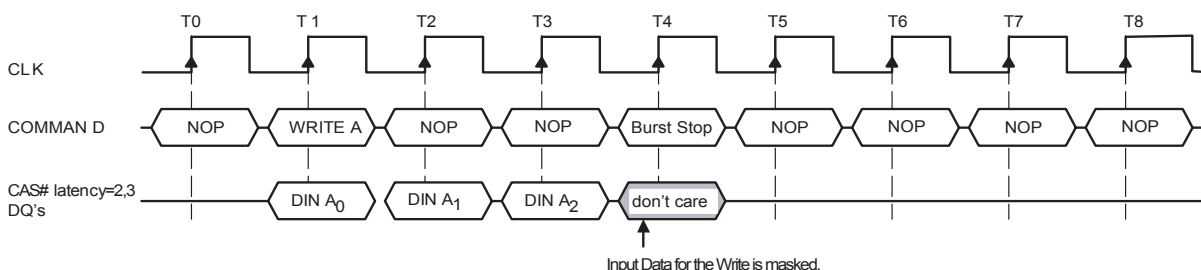 T0 T 1 T2 T3 T4 T5 T6 T7 T8
CLK
COMMAN D NOP WRITE A NOP NOP Burst Stop NOP NOP NOP NOP
CAS# latency=2,3
DQ's DIN A0 DIN A1 DIN A2 don't care
Input Data for the Write is masked.